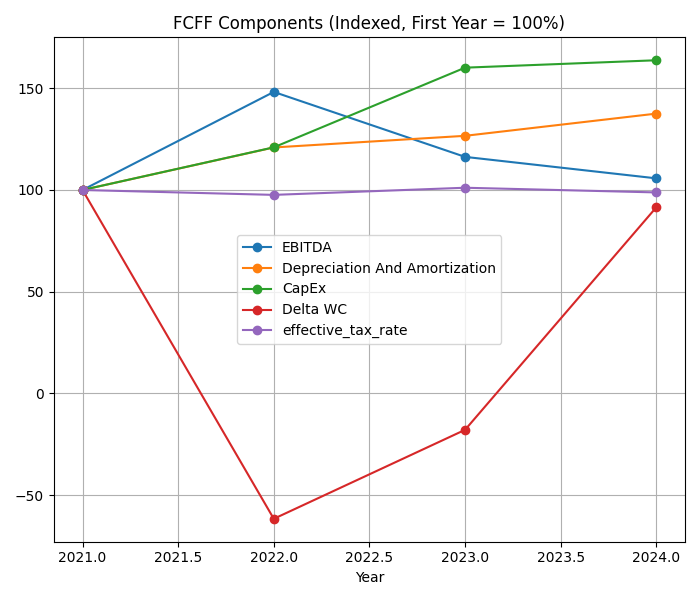 FCFF Components (Indexed, First Year = 100%)
150
100
50
0
−50
EBITDA
Depreciation And Amortization
CapEx
Delta WC
effective_tax_rate
2021.0 2021.5 2022.0 2022.5 2023.0 2023.5 2024.0
Year